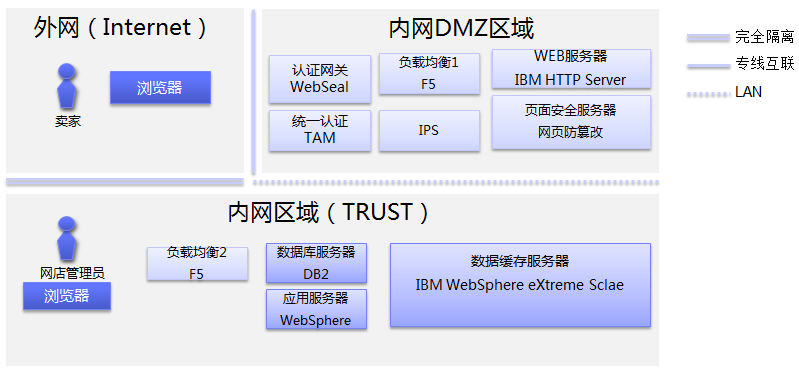 外网（Internet）
浏览器
卖家
内网DMZ区域
认证网关
WebSeal
负载均衡1
F5
WEB服务器
IBM HTTP Server
统一认证
TAM
IPS
页面安全服务器
网页防篡改
完全隔离
专线互联
LAN
内网区域（TRUST）
网店管理员
浏览器
负载均衡2
F5
数据库服务器
DB2
应用服务器
WebSphere
数据缓存服务器
IBM WebSphere eXtreme Sclae